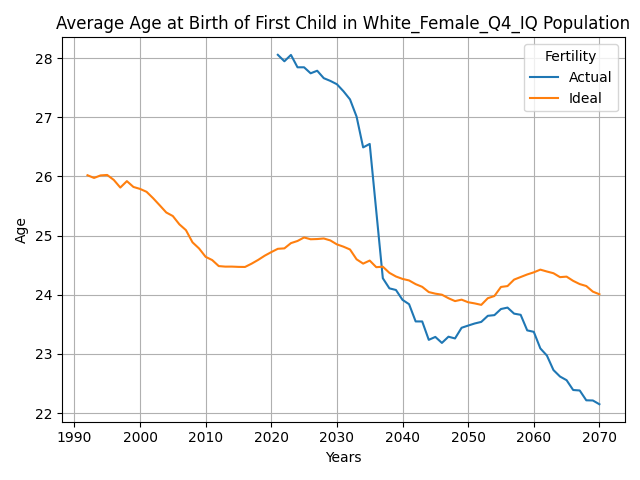 Average Age at Birth of First Child in White_Female_Q4_IQ Population
Fertility
Actual
Ideal
Age
28
27
26
25
24
23
22
1990 2000 2010 2020 2030 2040 2050 2060 2070
Years